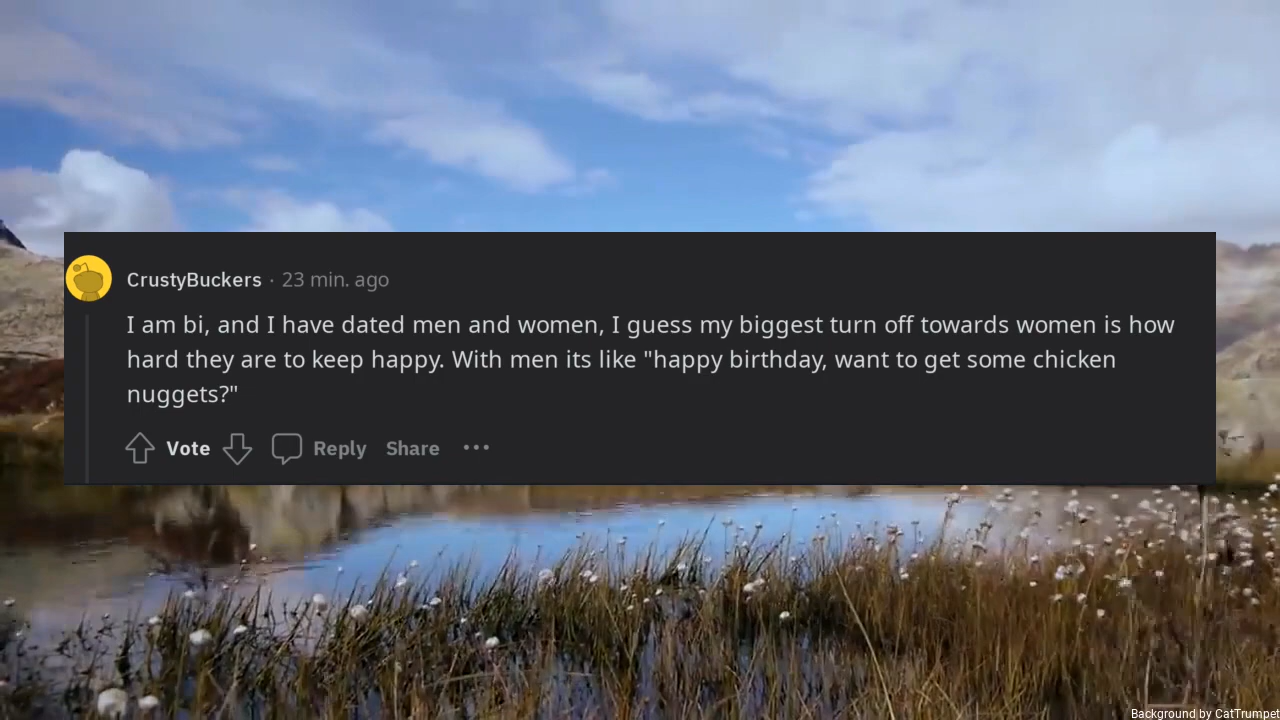 CrustyBuckers · 23 min. ago
I am bi, and I have dated men and women, I guess my biggest turn off towards women is how
hard they are to keep happy. With men its like "happy birthday, want to get some chicken
nuggets?"
Vote Reply Share ···
Background by CatTrumpet